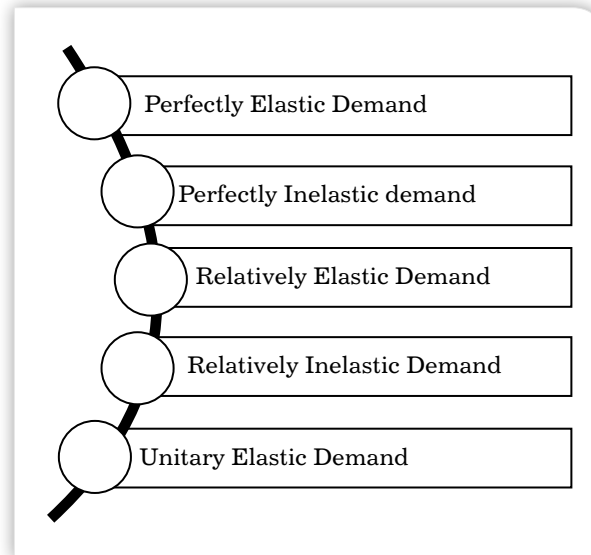 Perfectly Elastic Demand
Perfectly Inelastic demand
Relatively Elastic Demand
Relatively Inelastic Demand
Unitary Elastic Demand